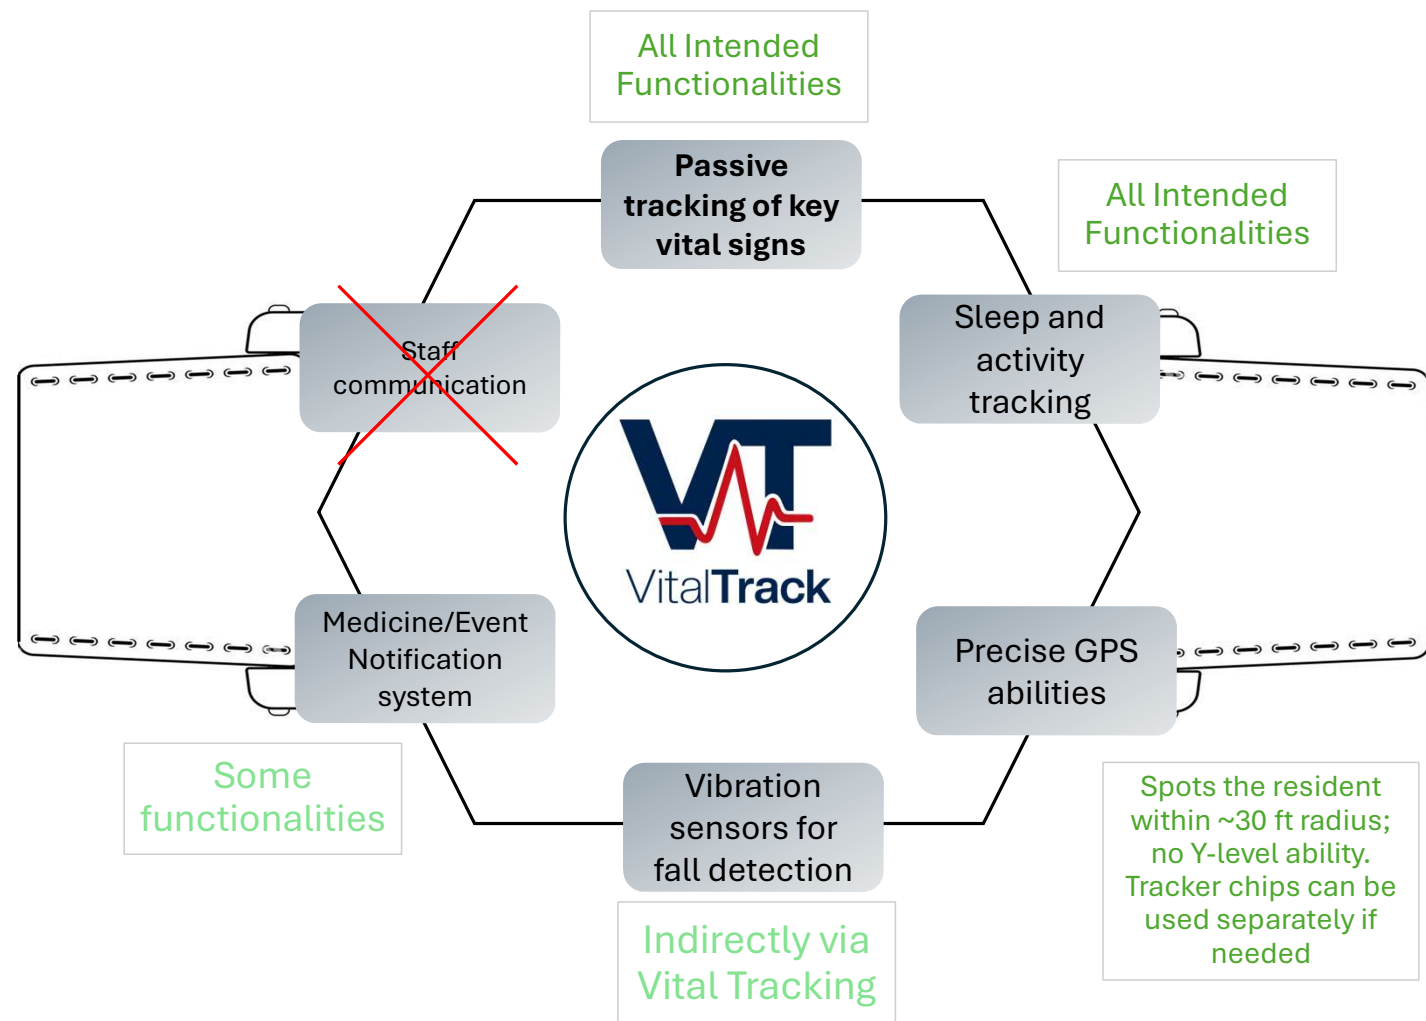 All Intended
Functionalities
Passive
tracking of key
vital signs
All Intended
Functionalities
Sleep and
activity
tracking
Staff
communication
VT
VitalTrack
Medicine/Event
Notification
system
Precise GPS
abilities
Some
functionalities
Vibration
sensors for
fall detection
Spots the resident
within ~30 ft radius;
no Y-level ability.
Tracker chips can be
used separately if
needed
Indirectly via
Vital Tracking